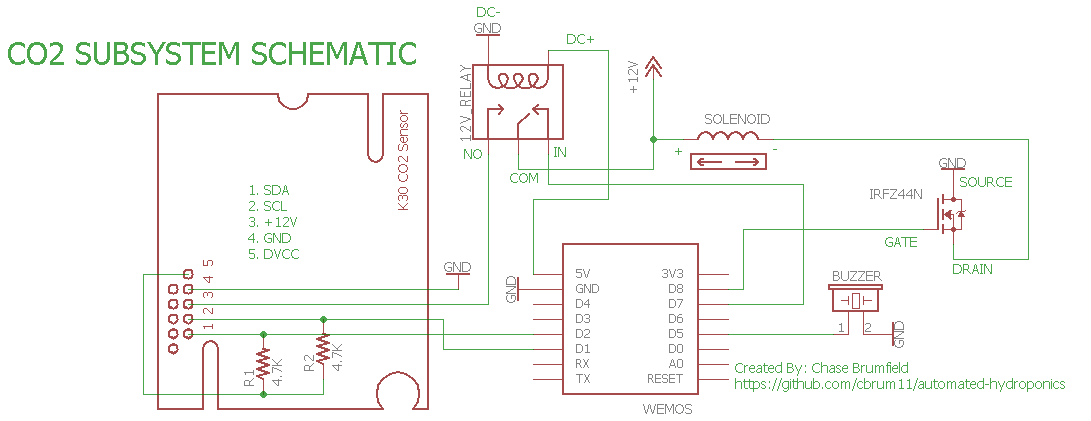 DC-
GND
DC+
CO2 SUBSYSTEM SCHEMATIC
+12V
12V_RELAY
SOLENOID
NO
IN
+
-
COM
GND
SOURCE
K30 CO2 Sensor
1. SDA
2. SCL
3. +12V
4. GND
5. DVCC
IRFZ44N
GATE
DRAIN
GND
GND
1 2 3 4 5
5V
GND
D4
D3
D2
D1
RX
TX
3V3
D8
D7
D6
D5
D0
A0
RESET
WEMOS
BUZZZER
1
2
GND
R1
4.7K
R2
4.7K
Created By: Chase Brumfield
https://github.com/Cbrum11/automated-hydroponics